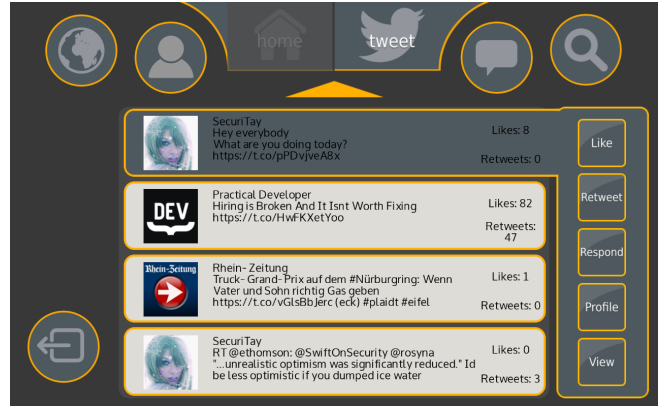 home
tweet
SecuriTay
Hey everybody
What are you doing today?
https://t.co/pPDvjveA8x
Likes: 8
Retweets: 0
DEV
Practical Developer
Hiring is Broken And It Isnt Worth Fixing
https://t.co/HwFKXetYoo
Likes: 82
Retweets:
47
Rhein-Zeitung
Rhein- Zeitung
Truck- Grand- Prix auf dem #Nürburgring: Wenn
Vater und Sohn richtig Gas geben
https://t.co/vGlsBbJerc (eck) #plaidt #eifel
Likes: 1
Retweets: 0
SecuriTay
RT @ethomson: @SwiftOnSecurity @rosyna
"...unrealistic optimism was significantly reduced." Id
be less optimistic if you dumped ice water
Likes: 0
Retweets: 3
Like
Retweet
Respond
Profile
View